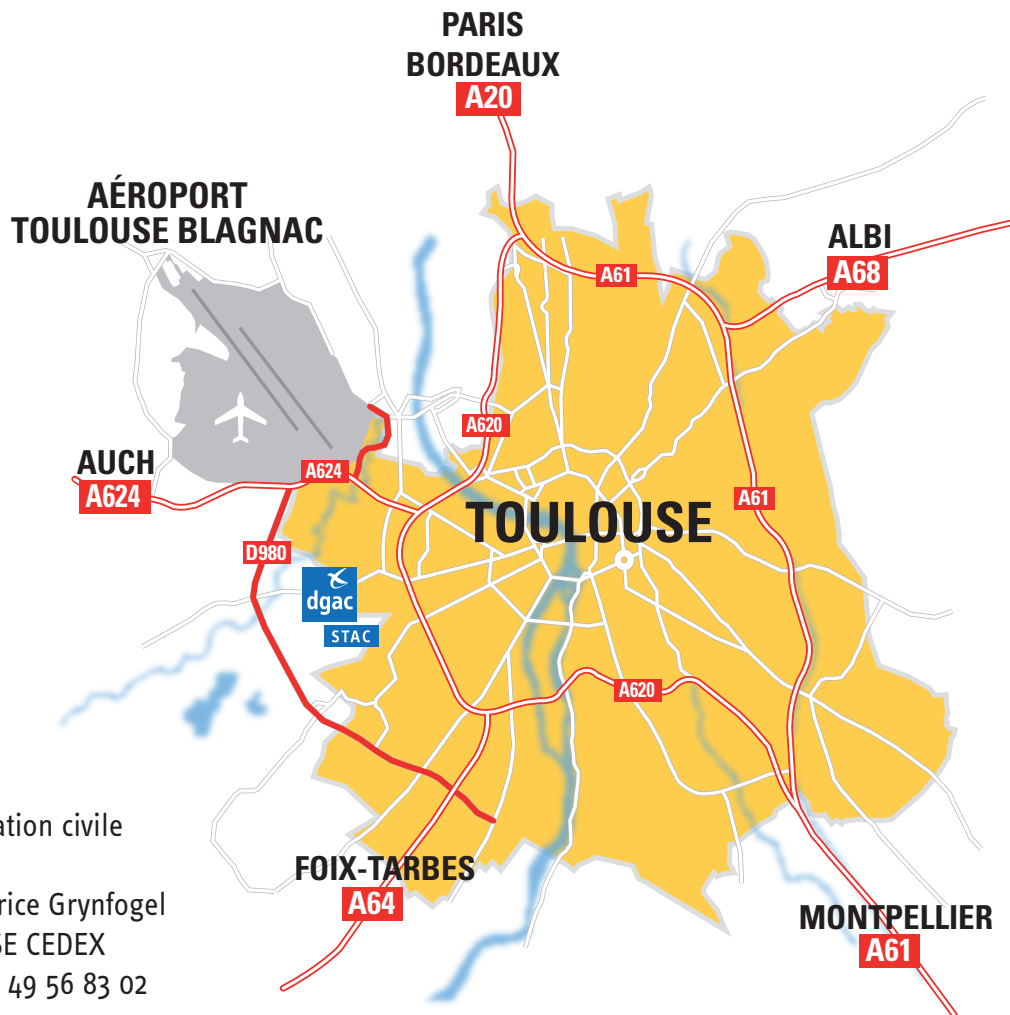 PARIS
BORDEAUX
A20
AÉROPORT
TOULOUSE BLAGNAC
ALBI
A68
A61
A620
AUCH
A624
A624
A61
TOULOUSE
D980
dgac
STAC
A620
ation civile
FOIX-TARBES
A64
rice Grynfogel
SE CEDEX
49 56 83 02
MONTPELLIER
A61